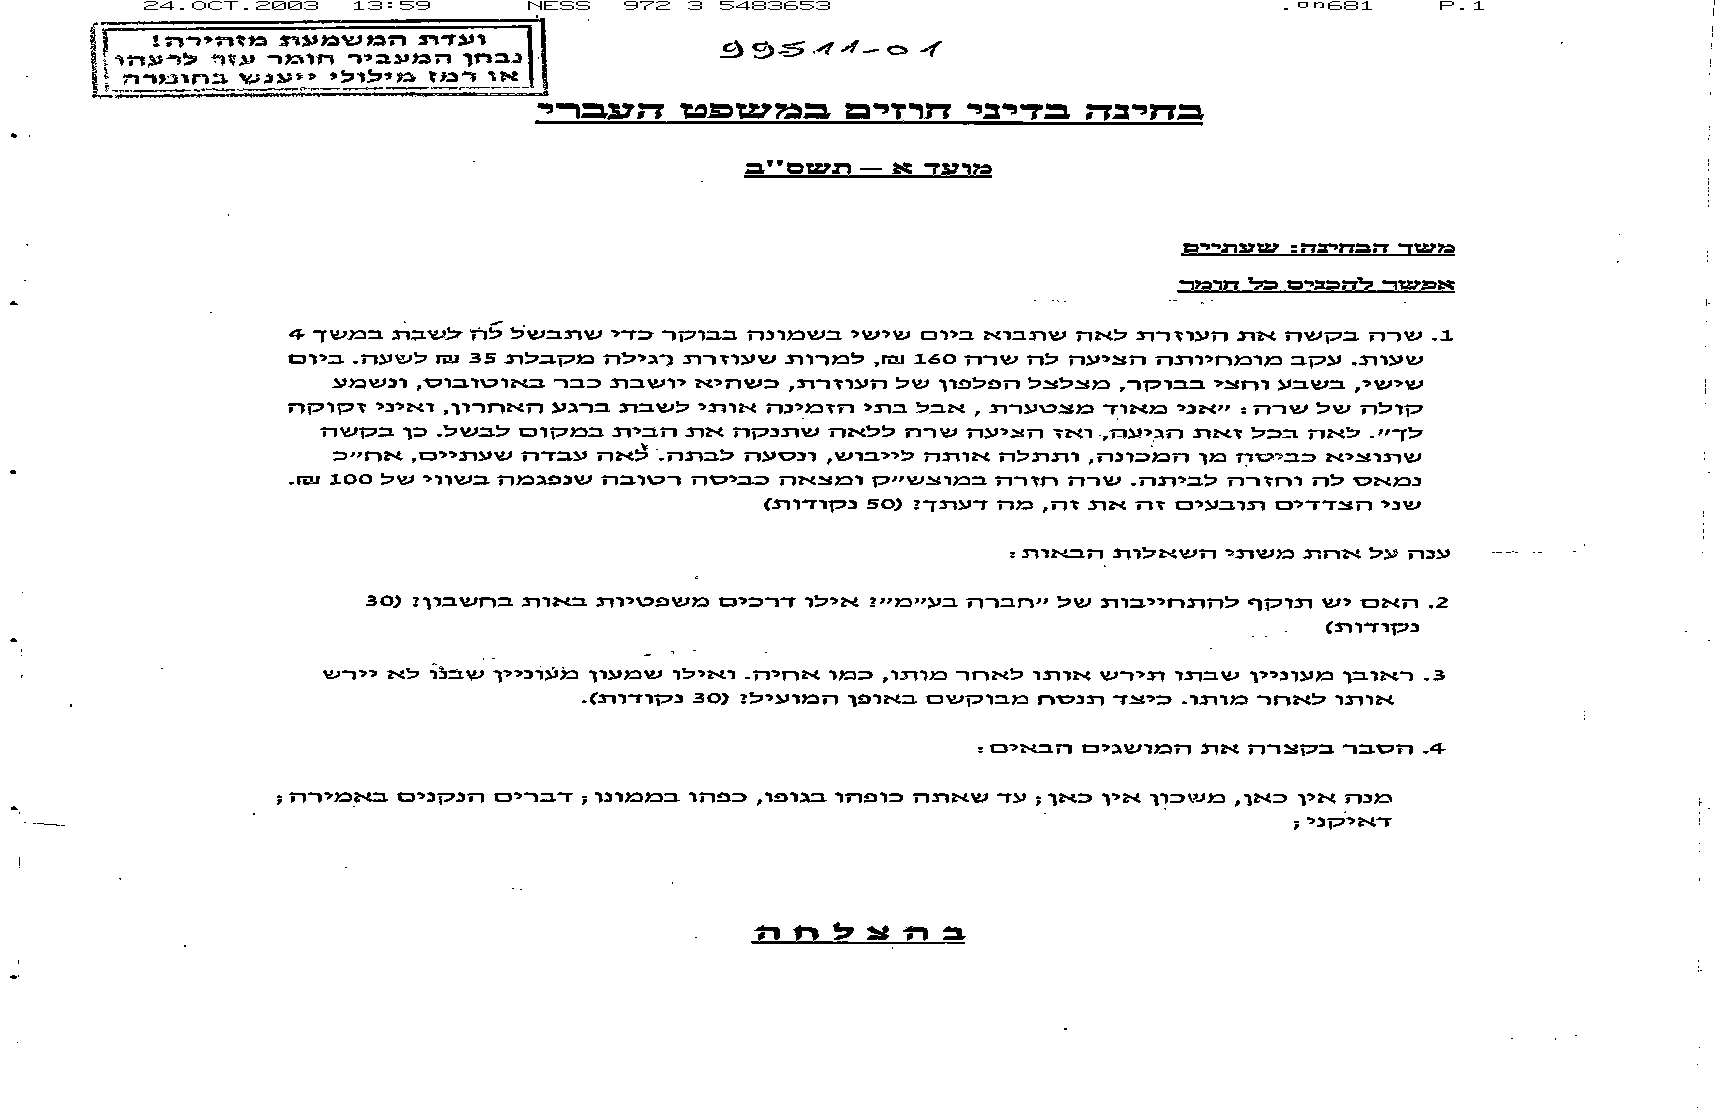 24.OCT.2003 13:59 NESS 972 3 5483653 P.1
ועדת המשמעת מזהירה!
נבחן המעביר חומר עזר לרעהו
או רמז מילולי ייענש בחומרה
99511-01
בחינה בדיני חוזים במשפט העברי
מועד א – תשס"ב
משך הבחינה: שעתיים
אפשר להכניס כל חומר
1. שרה בקשה את העוזרת לאה שתבוא ביום שישי בשמונה בבוקר כדי שתבשל לה לשבת במשך 4
שעות. עקב מומחיותה הציעה לה שרה 160 ₪, למרות שעוזרת רגילה מקבלת 35 ₪ לשעה. ביום
שישי, בשבע וחצי בבוקר, מצלצל הפלפון של העוזרת, כשהיא יושבת כבר באוטובוס, ונשמע
קולה של שרה: "אני מאוד מצטערת, אבל בתי הזמינה אותי לשבת ברגע האחרון, ואיני זקוקה
לך". לאה בכל זאת הגיעה, ואז הציעה שרה ללאה שתנקה את הבית במקום לבשל. כן בקשה
שתוציא כביסה מן המכונה, ותתלה אותה לייבוש, ונסעה לבתה. לאה עבדה שעתיים, אח"כ
נמאס לה וחזרה לביתה. שרה חזרה במוצש"ק ומצאה כביסה רטובה שנפגמה בשווי של 100 ₪.
שני הצדדים תובעים זה את זה, מה דעתך? (50 נקודות)
ענה על אחת משתי השאלות הבאות:
2. האם יש תוקף להתחייבות של "חברה בע"מ"? אילו דרכים משפטיות באות בחשבון? (30
נקודות)
3. ראובן מעוניין שבתו תירש אותו לאחר מותו, כמו אחיה. ואילו שמעון מעוניין שבנו לא יירש
אותו לאחר מותו. כיצד תנסח מבוקשם באופן המועיל? (30 נקודות).
4. הסבר בקצרה את המושגים הבאים:
מנה אין כאן, משכון אין כאן; עד שאתה כופהו בגופו, כפהו בממונו; דברים הנקנים באמירה;
דאיקני;
בהצלחה